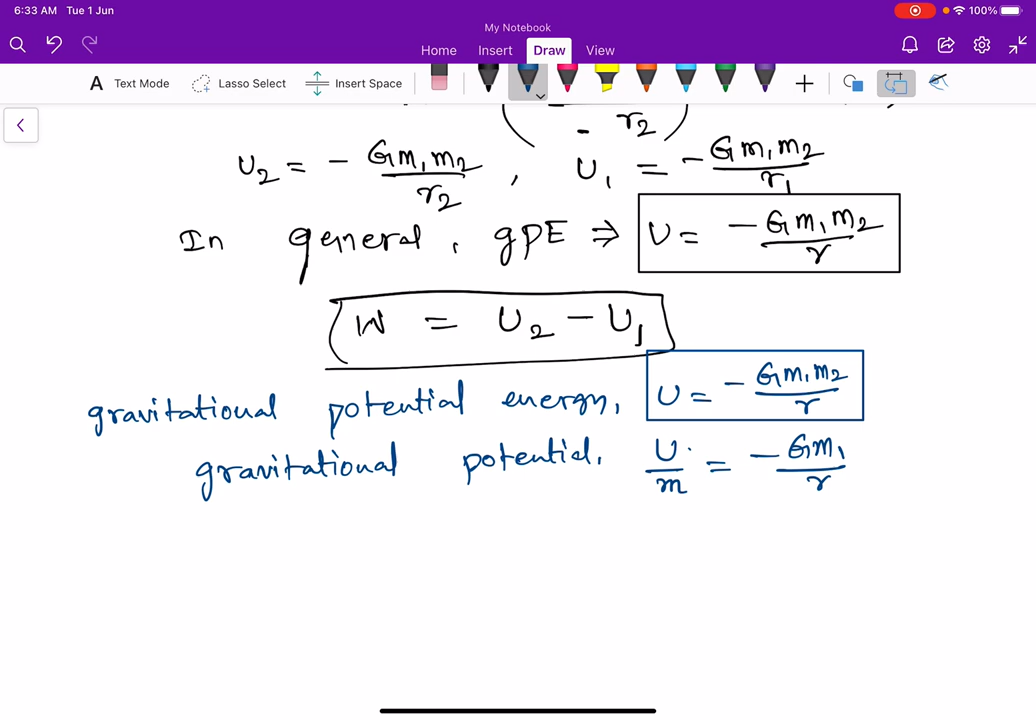 6:33 AM Tue 1 Jun 100%
My Notebook
Home Insert Draw View
A Text Mode Lasso Select Insert Space
- r2
U2 = - Gm1m2/r2 , U1 = - Gm1m2/r1
In general, gPE ⇒ U = - Gm1m2/r
W = U2 - U1
gravitational potential energy, U = - Gm1m2/r
gravitational potential. U/m = - Gm1/r